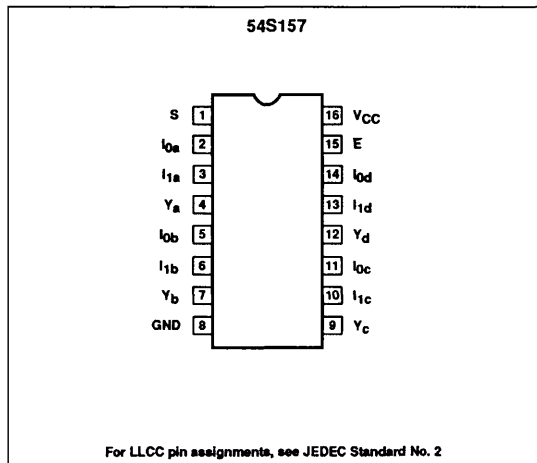 54S157
S 1 16 VCC
I0a 2 15 E̅
I1a 3 14 I0d
Ya 4 13 I1d
I0b 5 12 Yd
I1b 6 11 I0c
Yb 7 10 I1c
GND 8 9 Yc
For LLCC pin assignments, see JEDEC Standard No. 2